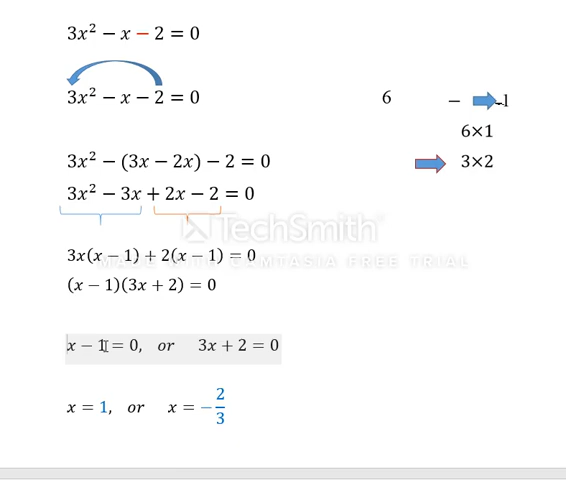 3x² − x − 2 = 0
3x² − x − 2 = 0
6
−
-1
6×1
3x² − (3x − 2x) − 2 = 0
3×2
3x² − 3x + 2x − 2 = 0
TechSmith
MADE WITH CAMTASIA FREE TRIAL
3x(x − 1) + 2(x − 1) = 0
(x − 1)(3x + 2) = 0
x − 1 = 0, or 3x + 2 = 0
x = 1, or x = −2/3